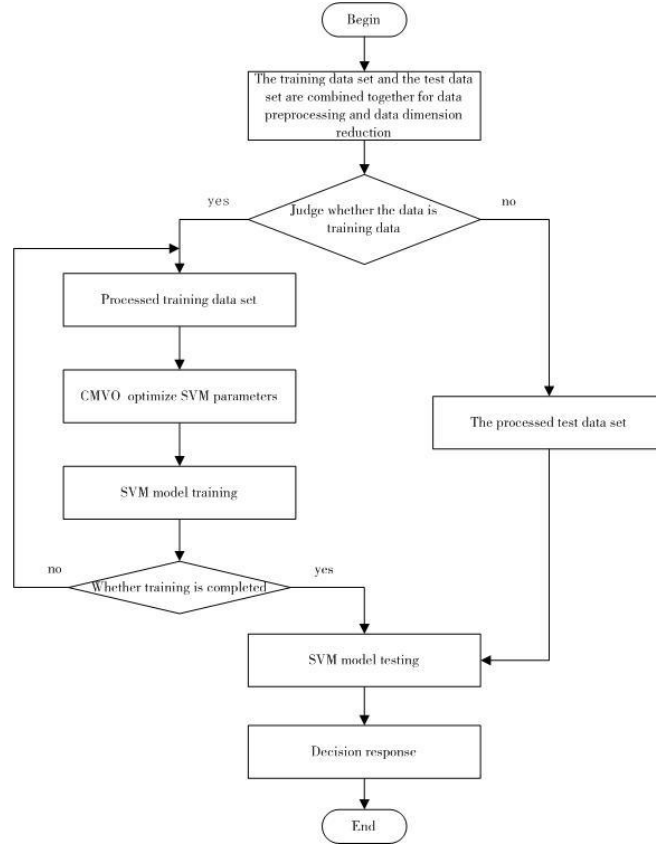 Begin
The training data set and the test data
set are combined together for data
preprocessing and data dimension
reduction
yes
Judge whether the data is
training data
no
Processed training data set
CMVO optimize SVM parameters
The processed test data set
SVM model training
no
Whether training is completed
yes
SVM model testing
Decision response
End